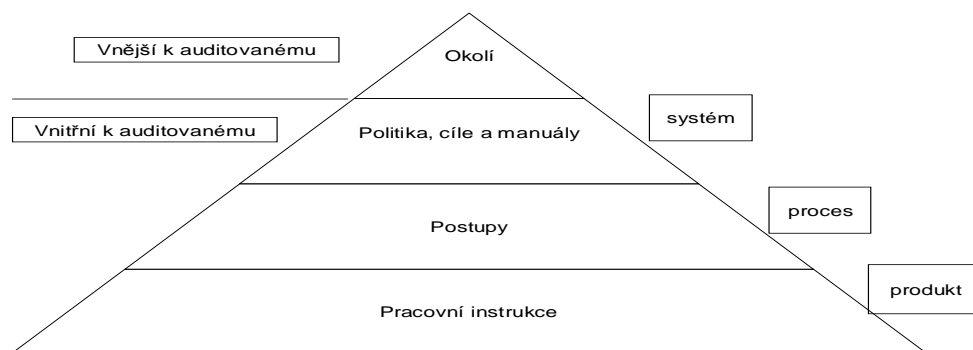 Vnější k auditovanému
Okolí
Vnitřní k auditovanému
Politika, cíle a manuály
systém
Postupy
proces
Pracovní instrukce
produkt